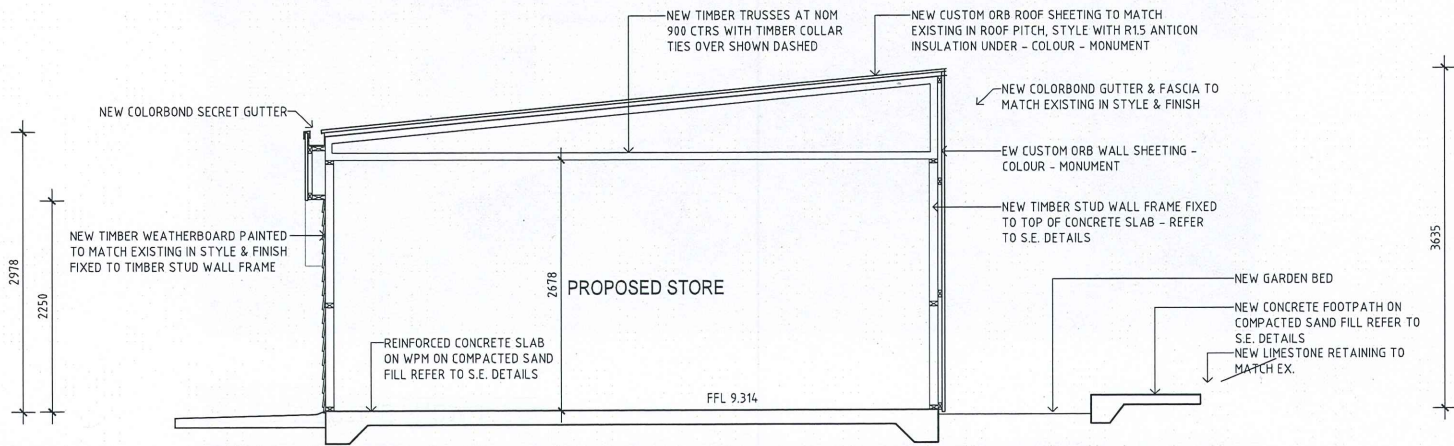 NEW TIMBER TRUSSES AT NOM
900 CTRS WITH TIMBER COLLAR
TIES OVER SHOWN DASHED
NEW CUSTOM ORB ROOF SHEETING TO MATCH
EXISTING IN ROOF PITCH, STYLE WITH R1.5 ANTICON
INSULATION UNDER - COLOUR - MONUMENT
NEW COLORBOND SECRET GUTTER
NEW COLORBOND GUTTER & FASCIA TO
MATCH EXISTING IN STYLE & FINISH
EW CUSTOM ORB WALL SHEETING -
COLOUR - MONUMENT
NEW TIMBER STUD WALL FRAME FIXED
TO TOP OF CONCRETE SLAB - REFER
TO S.E. DETAILS
NEW TIMBER WEATHERBOARD PAINTED
TO MATCH EXISTING IN STYLE & FINISH
FIXED TO TIMBER STUD WALL FRAME
2978
2250
2678
PROPOSED STORE
3635
NEW GARDEN BED
NEW CONCRETE FOOTPATH ON
COMPACTED SAND FILL REFER TO
S.E. DETAILS
NEW LIMESTONE RETAINING TO
MATCH EX.
REINFORCED CONCRETE SLAB
ON WPM ON COMPACTED SAND
FILL REFER TO S.E. DETAILS
FFL 9.314